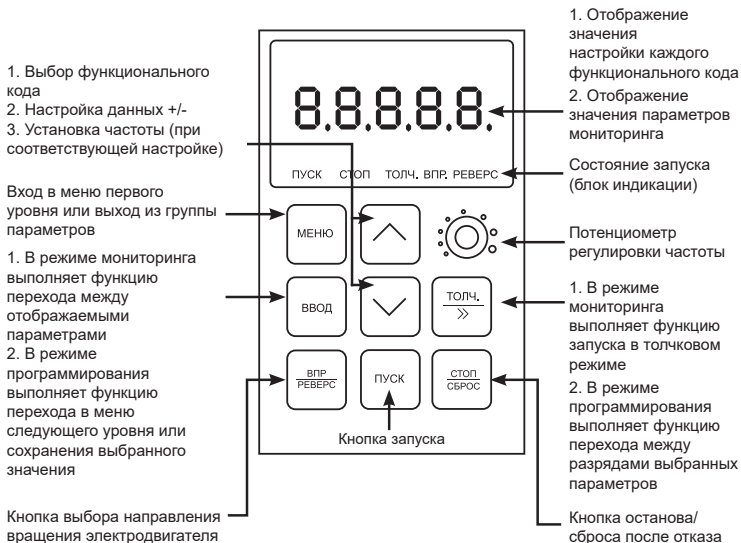 1. Выбор функционального
кода
2. Настройка данных +/-
3. Установка частоты (при
соответствующей настройке)
Вход в меню первого
уровня или выход из группы
параметров
1. В режиме мониторинга
выполняет функцию
перехода между
отображаемыми
параметрами
2. В режиме
программирования
выполняет функцию
перехода в меню
следующего уровня или
сохранения выбранного
значения
Кнопка выбора направления
вращения электродвигателя
8.8.8.8.8.
ПУСК СТОП ТОЛЧ. ВПР. РЕВЕРС
МЕНЮ
ВВОД
ТОЛЧ.
ВПР
РЕВЕРС
ПУСК
СТОП
СБРОС
Кнопка запуска
1. Отображение
значения
настройки каждого
функционального кода
2. Отображение
значения параметров
мониторинга
Состояние запуска
(блок индикации)
Потенциометр
регулировки частоты
1. В режиме
мониторинга
выполняет функцию
запуска в толчковом
режиме
2. В режиме
программирования
выполняет функцию
перехода между
разрядами выбранных
параметров
Кнопка останова/
сброса после отказа